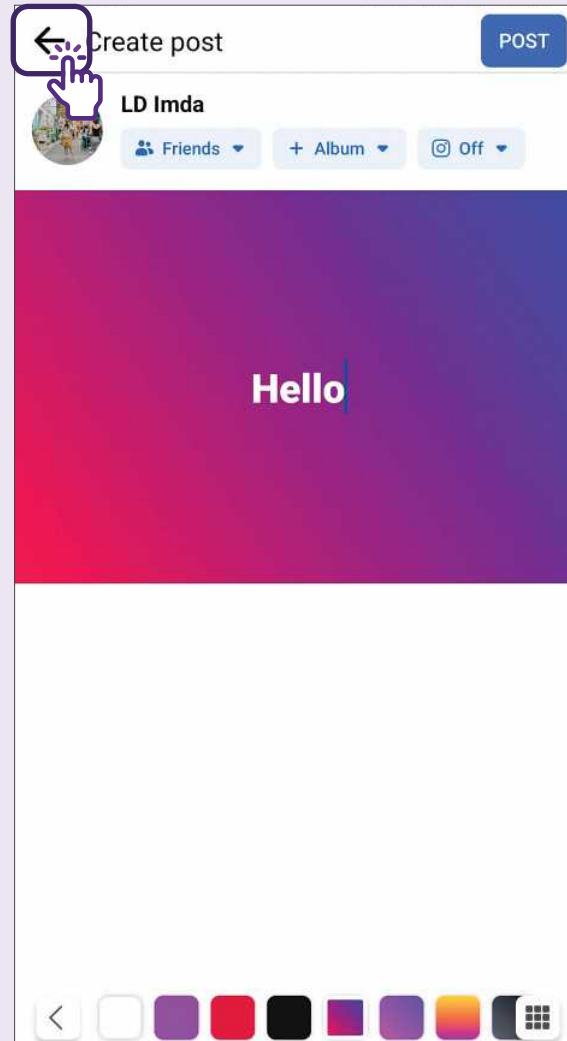 Create post
POST
LD Imda
Friends
+ Album
Off
Hello